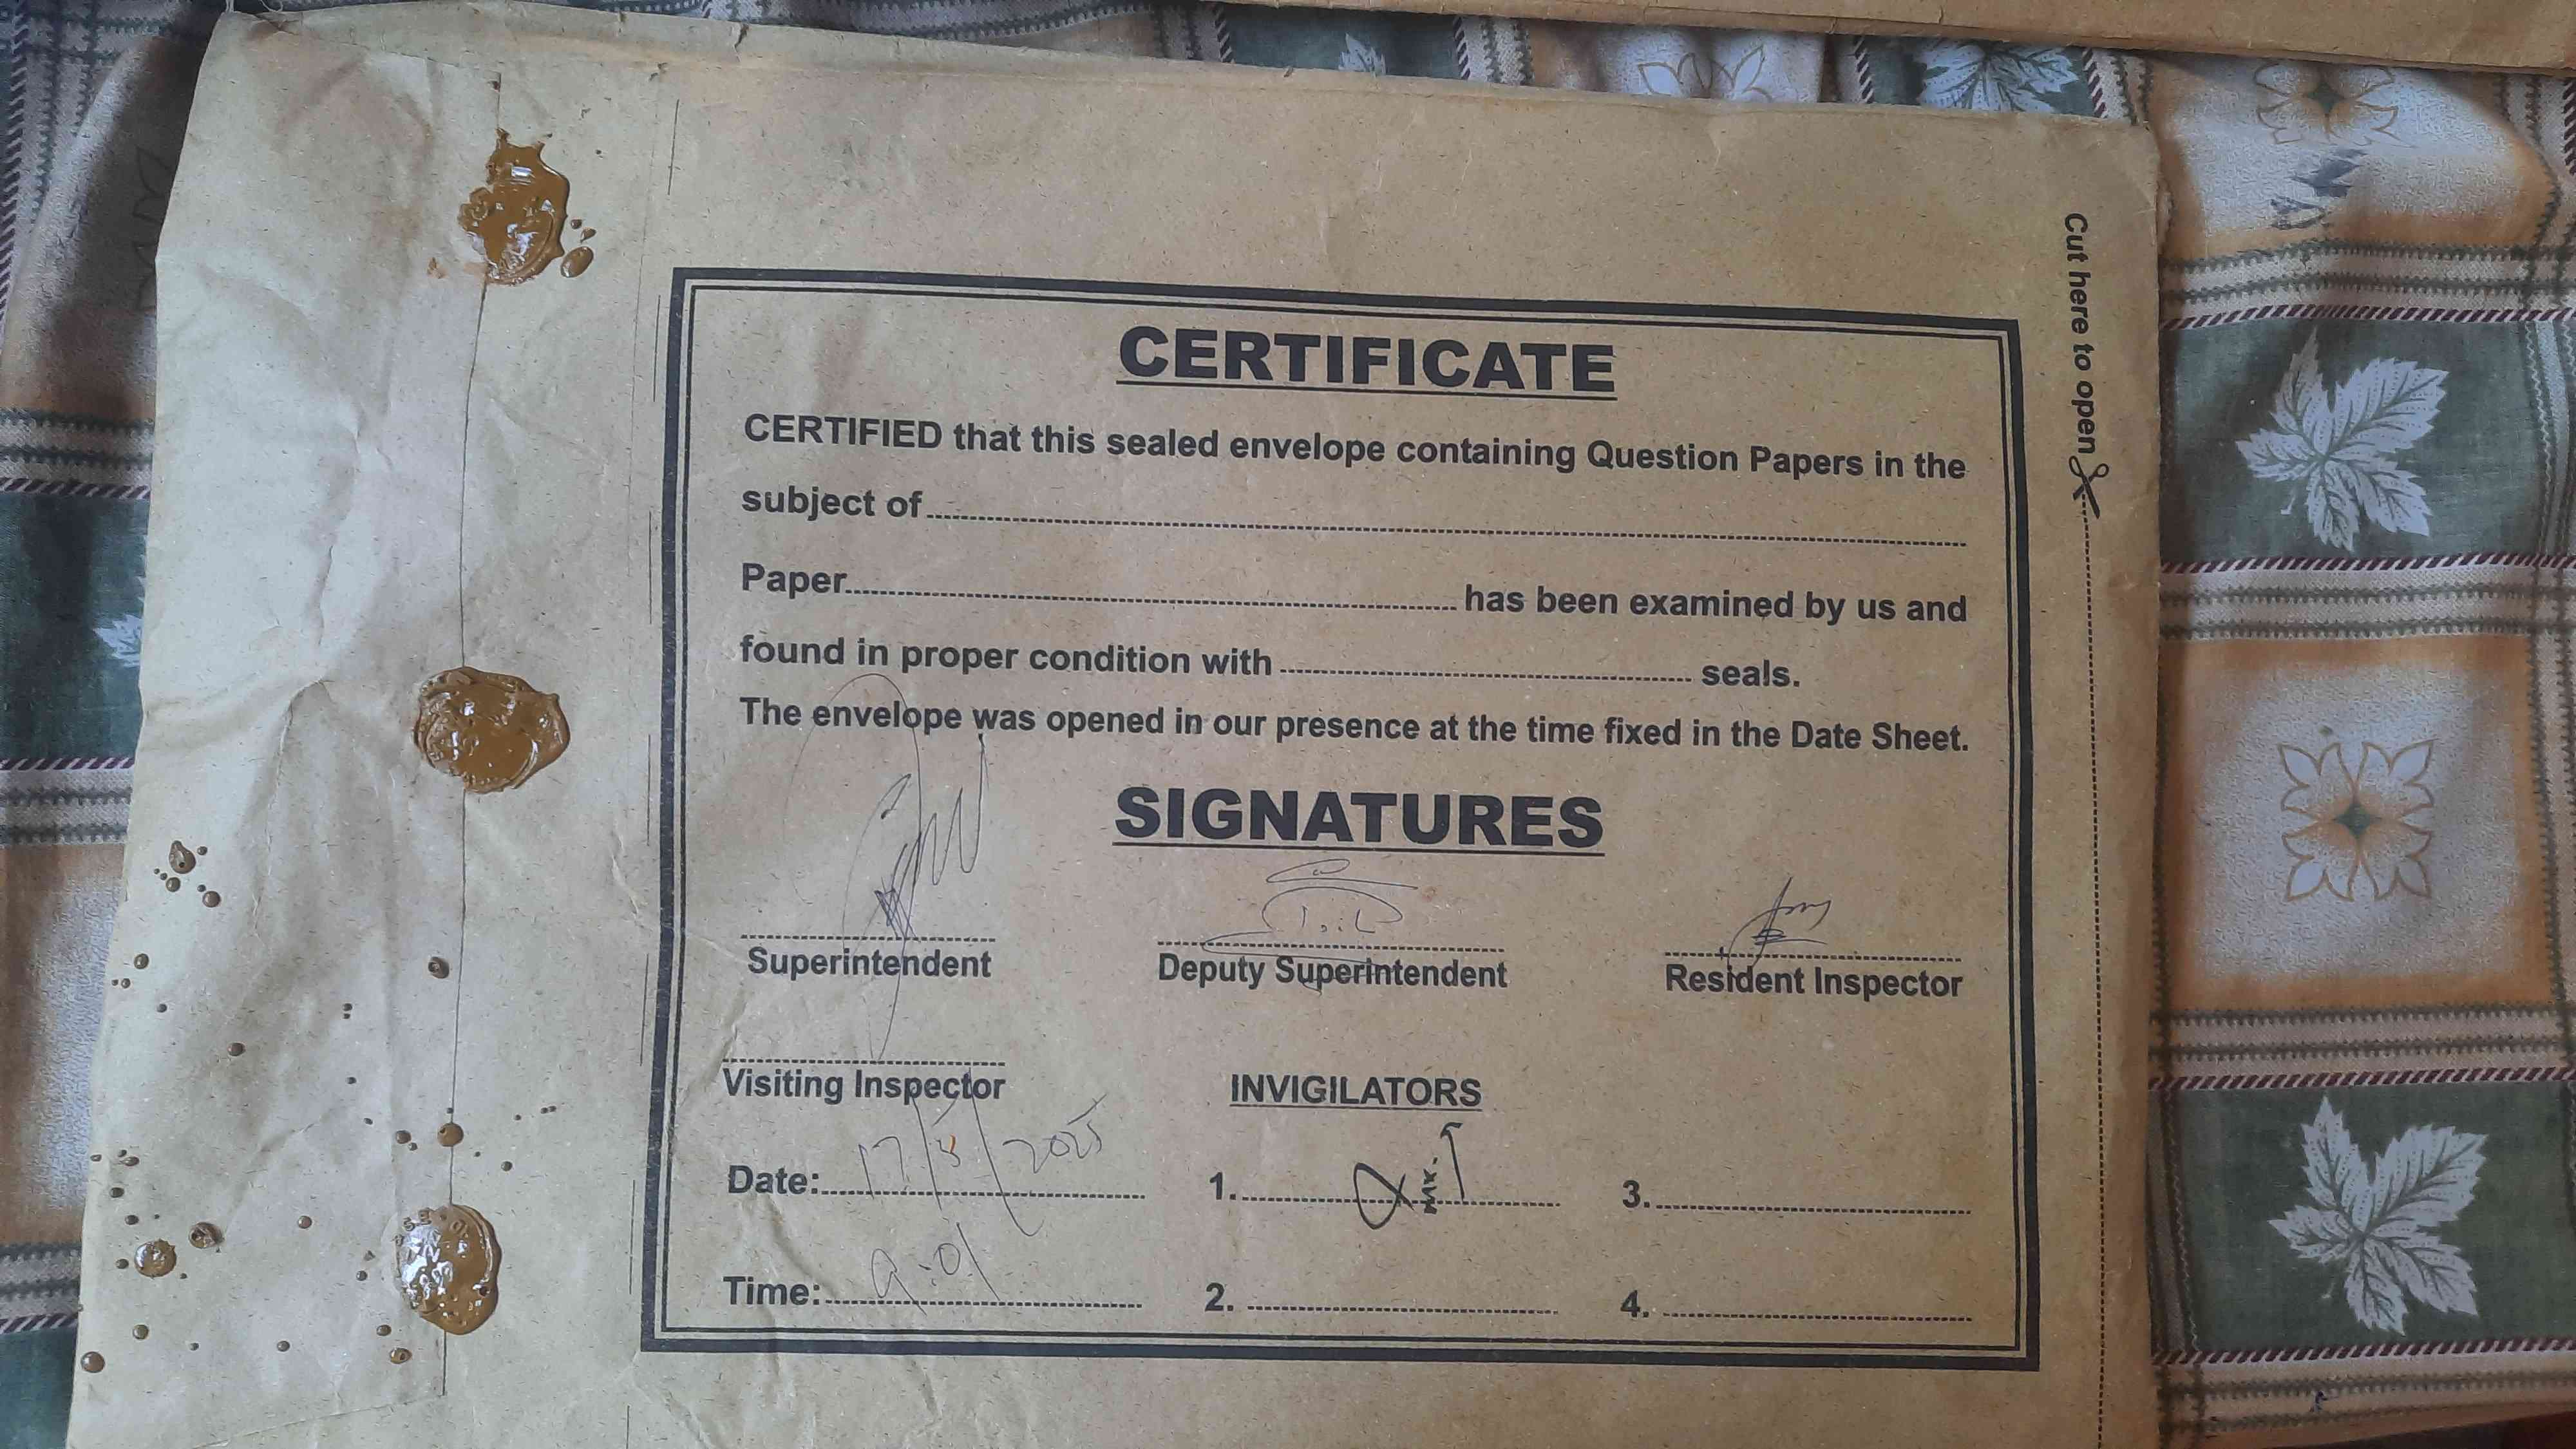 Cut here to open
CERTIFICATE
CERTIFIED that this sealed envelope containing Question Papers in the
subject of
Paper has been examined by us and
found in proper condition with seals.
The envelope was opened in our presence at the time fixed in the Date Sheet.
SIGNATURES
Superintendent Deputy Superintendent Resident Inspector
Visiting Inspector INVIGILATORS
Date: 17/5/2025 1. 3.
Time: 9:01 2. 4.